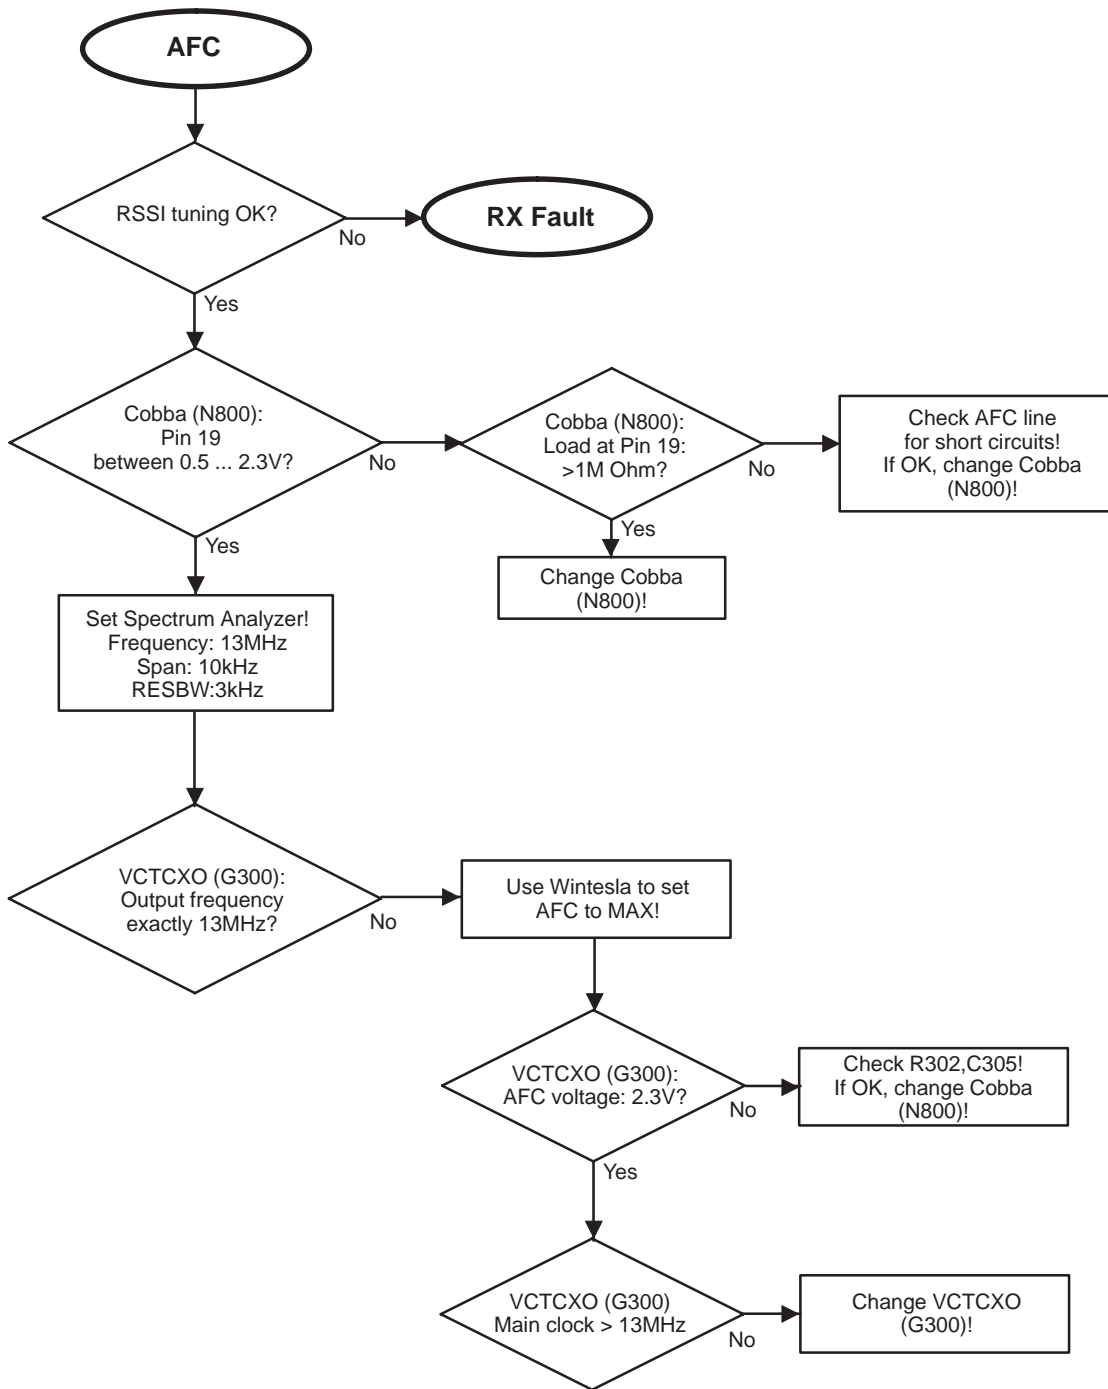 AFC
RSSI tuning OK?
No
RX Fault
Yes
Cobba (N800):
Pin 19
between 0.5 ... 2.3V?
No
Cobba (N800):
Load at Pin 19:
>1M Ohm?
No
Check AFC line
for short circuits!
If OK, change Cobba
(N800)!
Yes
Change Cobba
(N800)!
Yes
Set Spectrum Analyzer!
Frequency: 13MHz
Span: 10kHz
RESBW:3kHz
VCTCXO (G300):
Output frequency
exactly 13MHz?
No
Use Wintesla to set
AFC to MAX!
VCTCXO (G300):
AFC voltage: 2.3V?
No
Check R302,C305!
If OK, change Cobba
(N800)!
Yes
VCTCXO (G300)
Main clock > 13MHz
No
Change VCTCXO
(G300)!